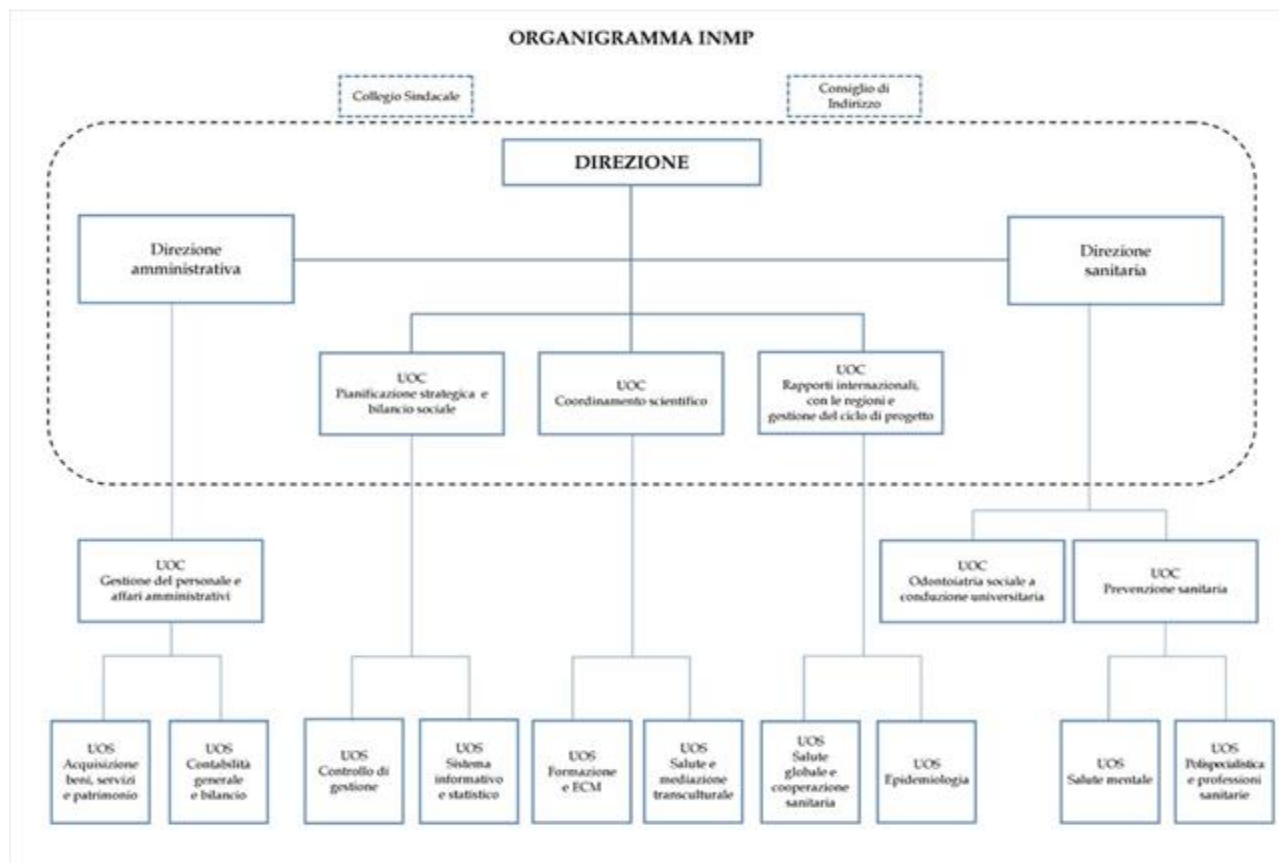 ORGANIGRAMMA INMP
Collegio Sindacale
Consiglio di
Indirizzo
DIREZIONE
Direzione
amministrativa
Direzione
sanitaria
UOC
Pianificazione strategica e
bilancio sociale
UOC
Coordinamento scientifico
UOC
Rapporti internazionali,
con le regioni e
gestione del ciclo di progetto
UOC
Gestione del personale e
affari amministrativi
UOC
Odontoiatria sociale a
conduzione universitaria
UOC
Prevenzione sanitaria
UOS
Acquisizione
beni, servizi
e patrimonio
UOS
Contabilità
generale
e bilancio
UOS
Controllo di
gestione
UOS
Sistema
informativo
e statistico
UOS
Formazione
e ECM
UOS
Salute e
mediazione
transculturale
UOS
Salute
globale e
cooperazione
sanitaria
UOS
Epidemiologia
UOS
Salute mentale
UOS
Polispecialistica
e professioni
sanitarie